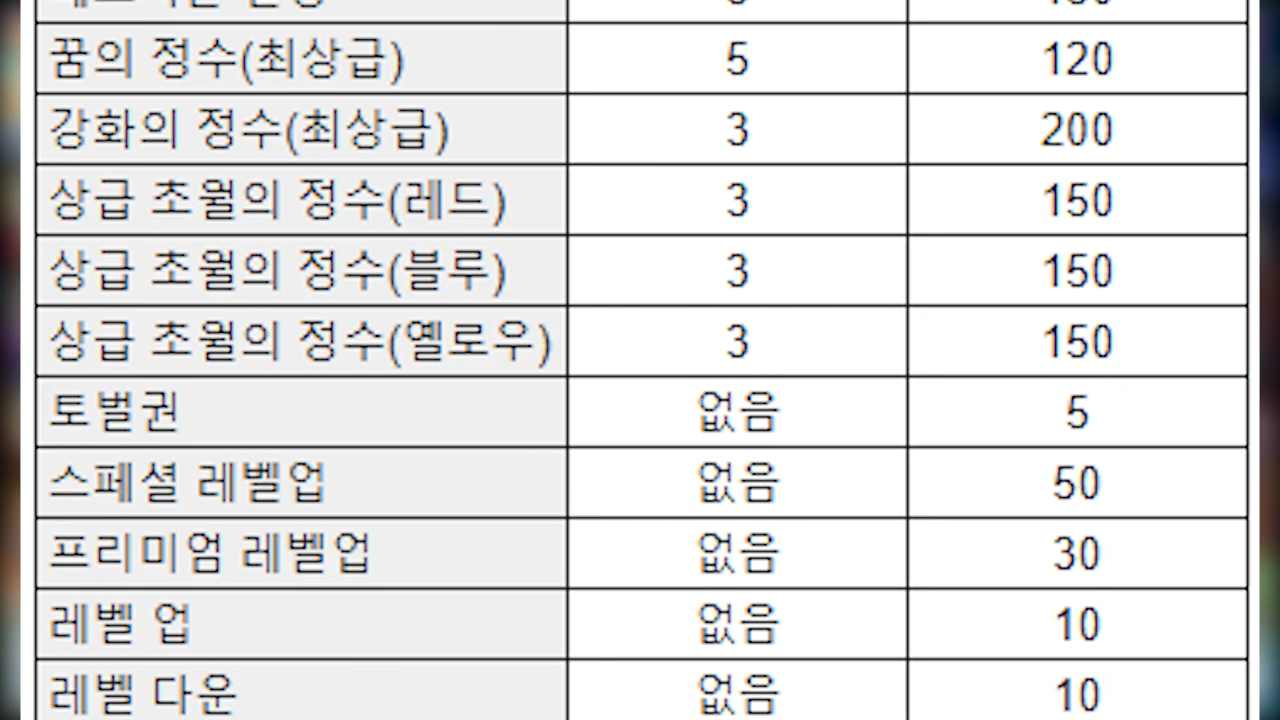 꿈의 정수(최상급) 5 120
강화의 정수(최상급) 3 200
상급 초월의 정수(레드) 3 150
상급 초월의 정수(블루) 3 150
상급 초월의 정수(옐로우) 3 150
토벌권 없음 5
스페셜 레벨업 없음 50
프리미엄 레벨업 없음 30
레벨 업 없음 10
레벨 다운 없음 10